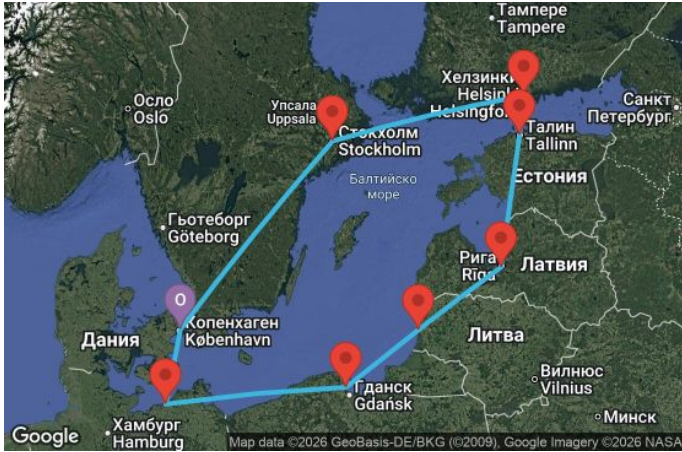 Тампере
Tampere
Хелзинки
Helsinki
Helsingfo
Осло
Oslo
Упсала
Uppsala
Стокхолм
Stockholm
Санкт
Петербург
Талин
Tallinn
Балтийско
море
Естония
Гьотеборг
Göteborg
Рига
Rīga
Латвия
O
Копенхаген
København
Дания
Литва
Гданск
Gdańsk
Вилнюс
Vilnius
Минск
Хамбург
Hamburg
Google
Map data ©2026 GeoBasis-DE/BKG (©2009), Google Imagery ©2026 NASA